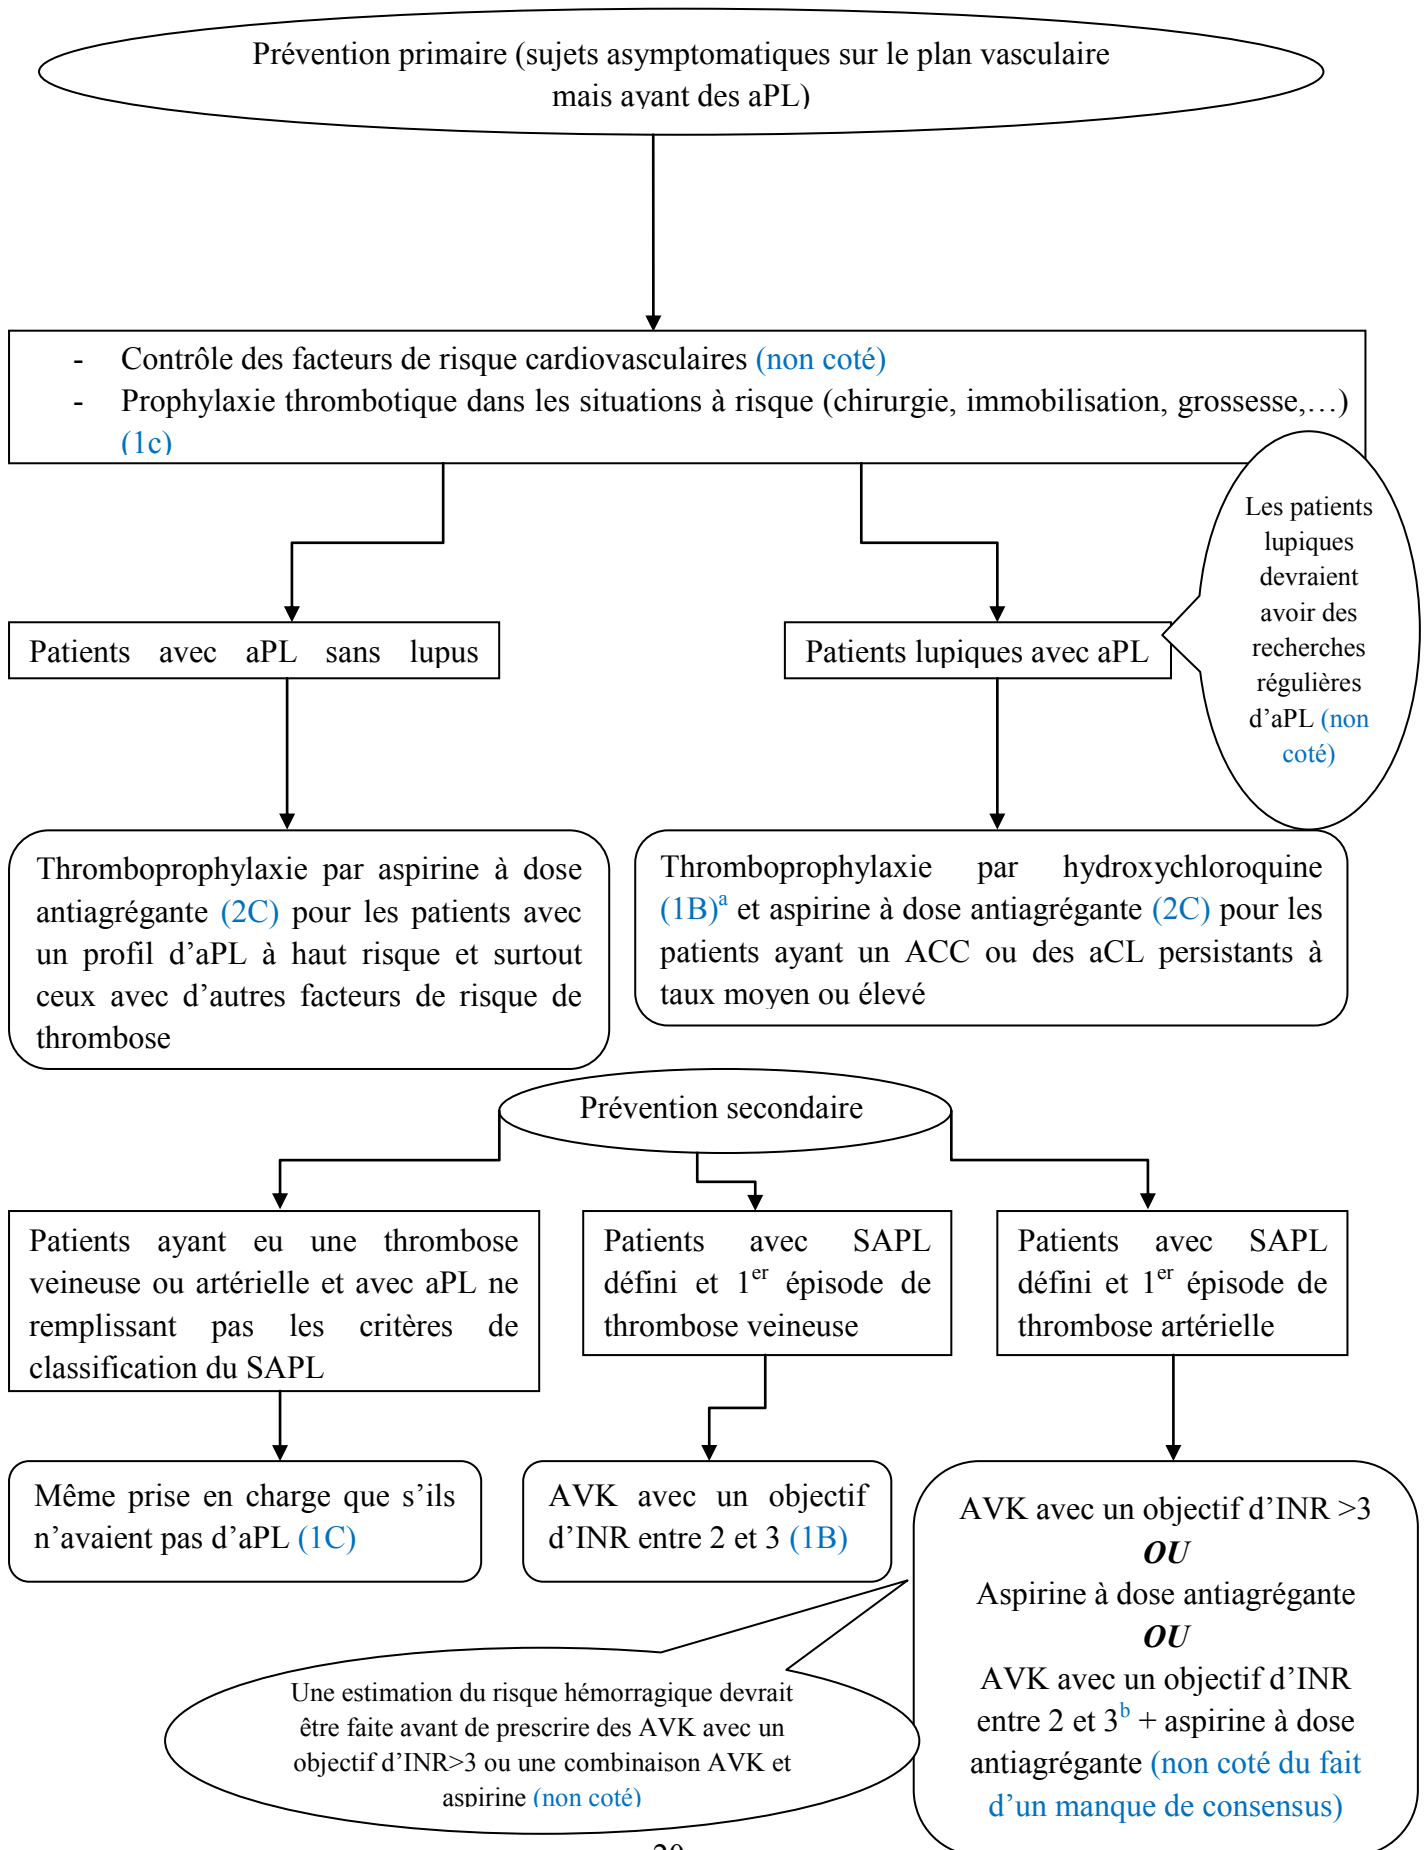 Prévention primaire (sujets asymptomatiques sur le plan vasculaire
mais ayant des aPL)
- Contrôle des facteurs de risque cardiovasculaires (non coté)
- Prophylaxie thrombotique dans les situations à risque (chirurgie, immobilisation, grossesse,…)
(1c)
Les patients
lupiques
devraient
avoir des
recherches
régulières
d’aPL (non
coté)
Patients avec aPL sans lupus
Patients lupiques avec aPL
Thromboprophylaxie par aspirine à dose
antiagrégante (2C) pour les patients avec
un profil d’aPL à haut risque et surtout
ceux avec d’autres facteurs de risque de
thrombose
Thromboprophylaxie par hydroxychloroquine
(1B)a et aspirine à dose antiagrégante (2C) pour les
patients ayant un ACC ou des aCL persistants à
taux moyen ou élevé
Prévention secondaire
Patients ayant eu une thrombose
veineuse ou artérielle et avec aPL ne
remplissant pas les critères de
classification du SAPL
Patients avec SAPL
défini et 1er épisode de
thrombose veineuse
Patients avec SAPL
défini et 1er épisode de
thrombose artérielle
Même prise en charge que s’ils
n’avaient pas d’aPL (1C)
AVK avec un objectif
d’INR entre 2 et 3 (1B)
AVK avec un objectif d’INR >3
OU
Aspirine à dose antiagrégante
OU
AVK avec un objectif d’INR
entre 2 et 3b + aspirine à dose
antiagrégante (non coté du fait
d’un manque de consensus)
Une estimation du risque hémorragique devrait
être faite avant de prescrire des AVK avec un
objectif d’INR>3 ou une combinaison AVK et
aspirine (non coté)